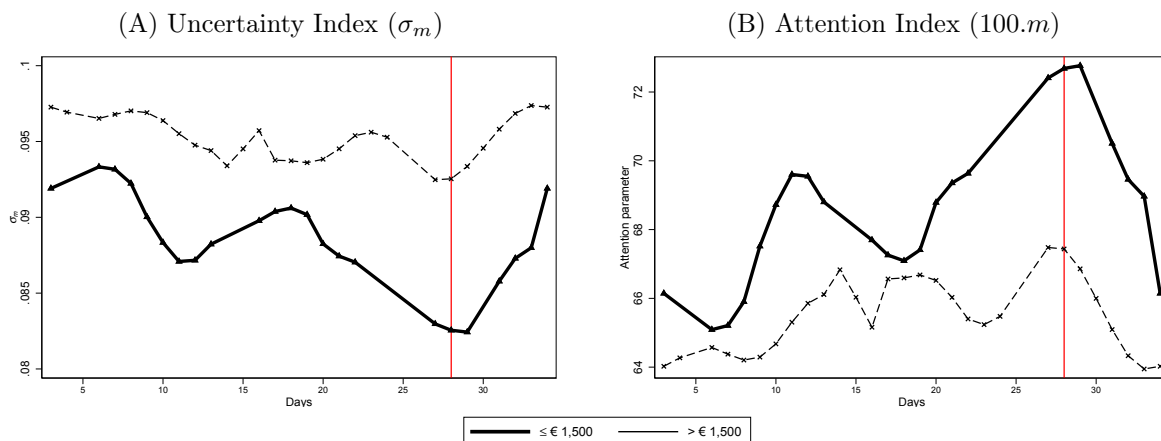 (A) Uncertainty Index (σm)
.1
.095
.09
.085
.08
σm
5 10 15 20 25 30
Days
(B) Attention Index (100.m)
72
70
68
66
64
Attention parameter
5 10 15 20 25 30
Days
≤ € 1,500 > € 1,500